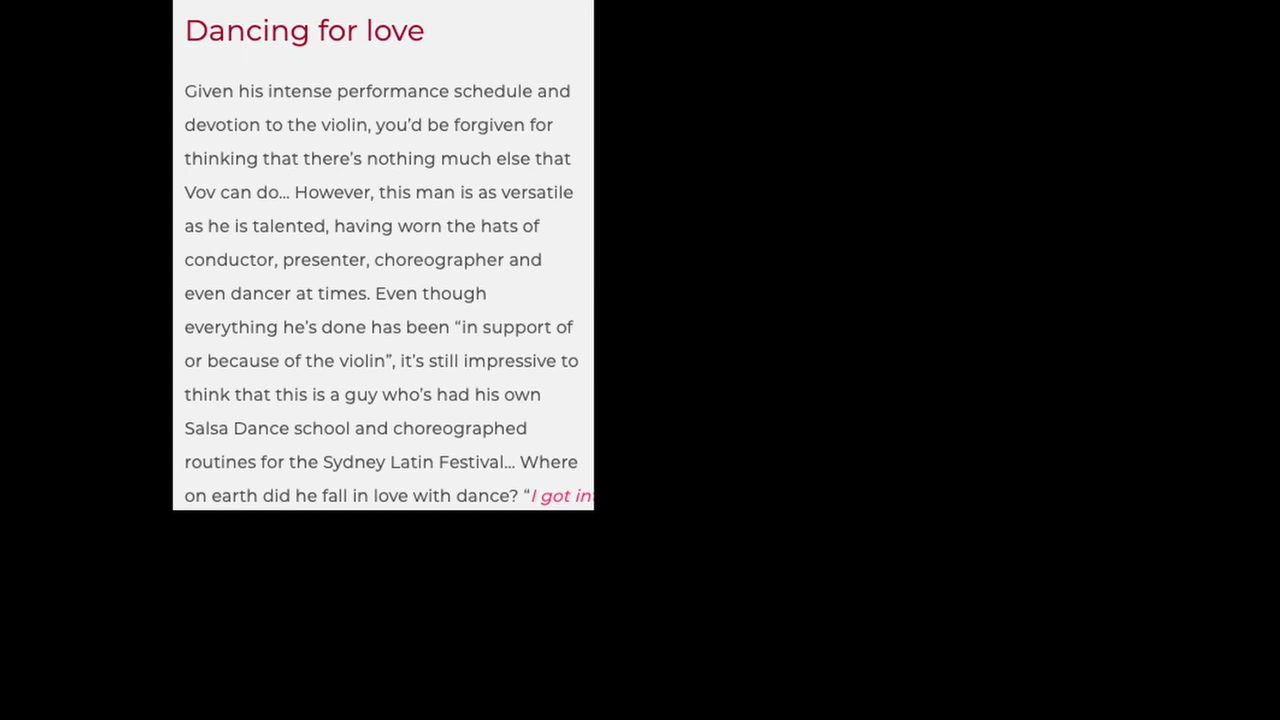 Dancing for love
Given his intense performance schedule and
devotion to the violin, you’d be forgiven for
thinking that there’s nothing much else that
Vov can do... However, this man is as versatile
as he is talented, having worn the hats of
conductor, presenter, choreographer and
even dancer at times. Even though
everything he’s done has been “in support of
or because of the violin”, it’s still impressive to
think that this is a guy who’s had his own
Salsa Dance school and choreographed
routines for the Sydney Latin Festival... Where
on earth did he fall in love with dance? “I got